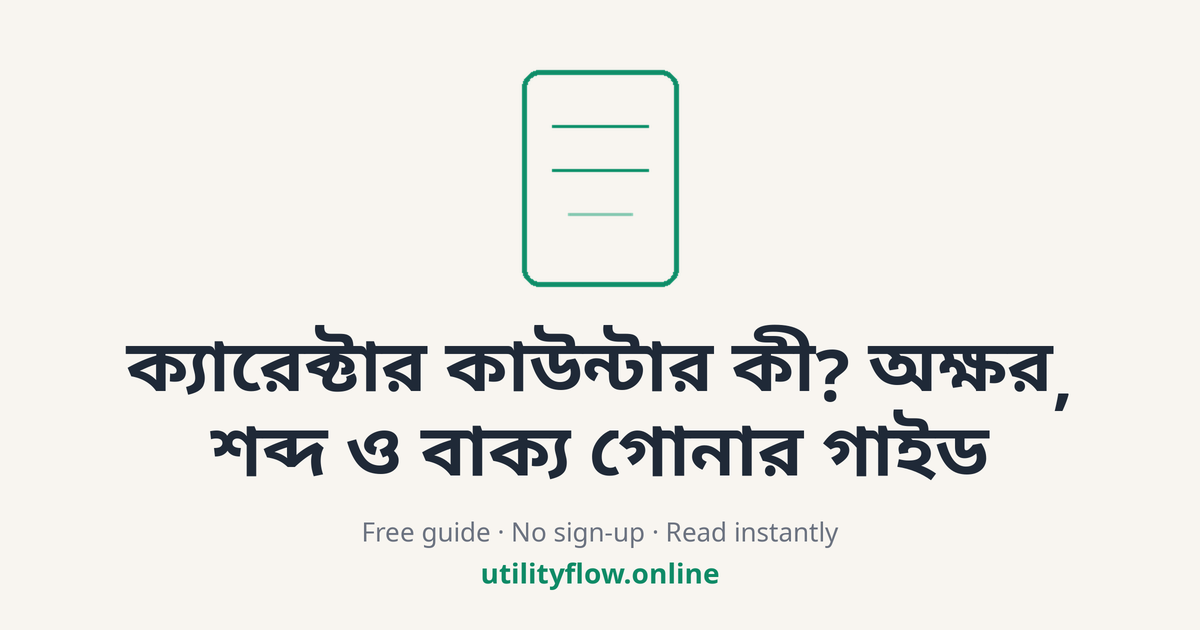 ক্যারেক্টার কাউন্টার কী? অক্ষর,
শব্দ ও বাক্য গোনার গাইড
Free guide · No sign-up · Read instantly
utilityflow.online